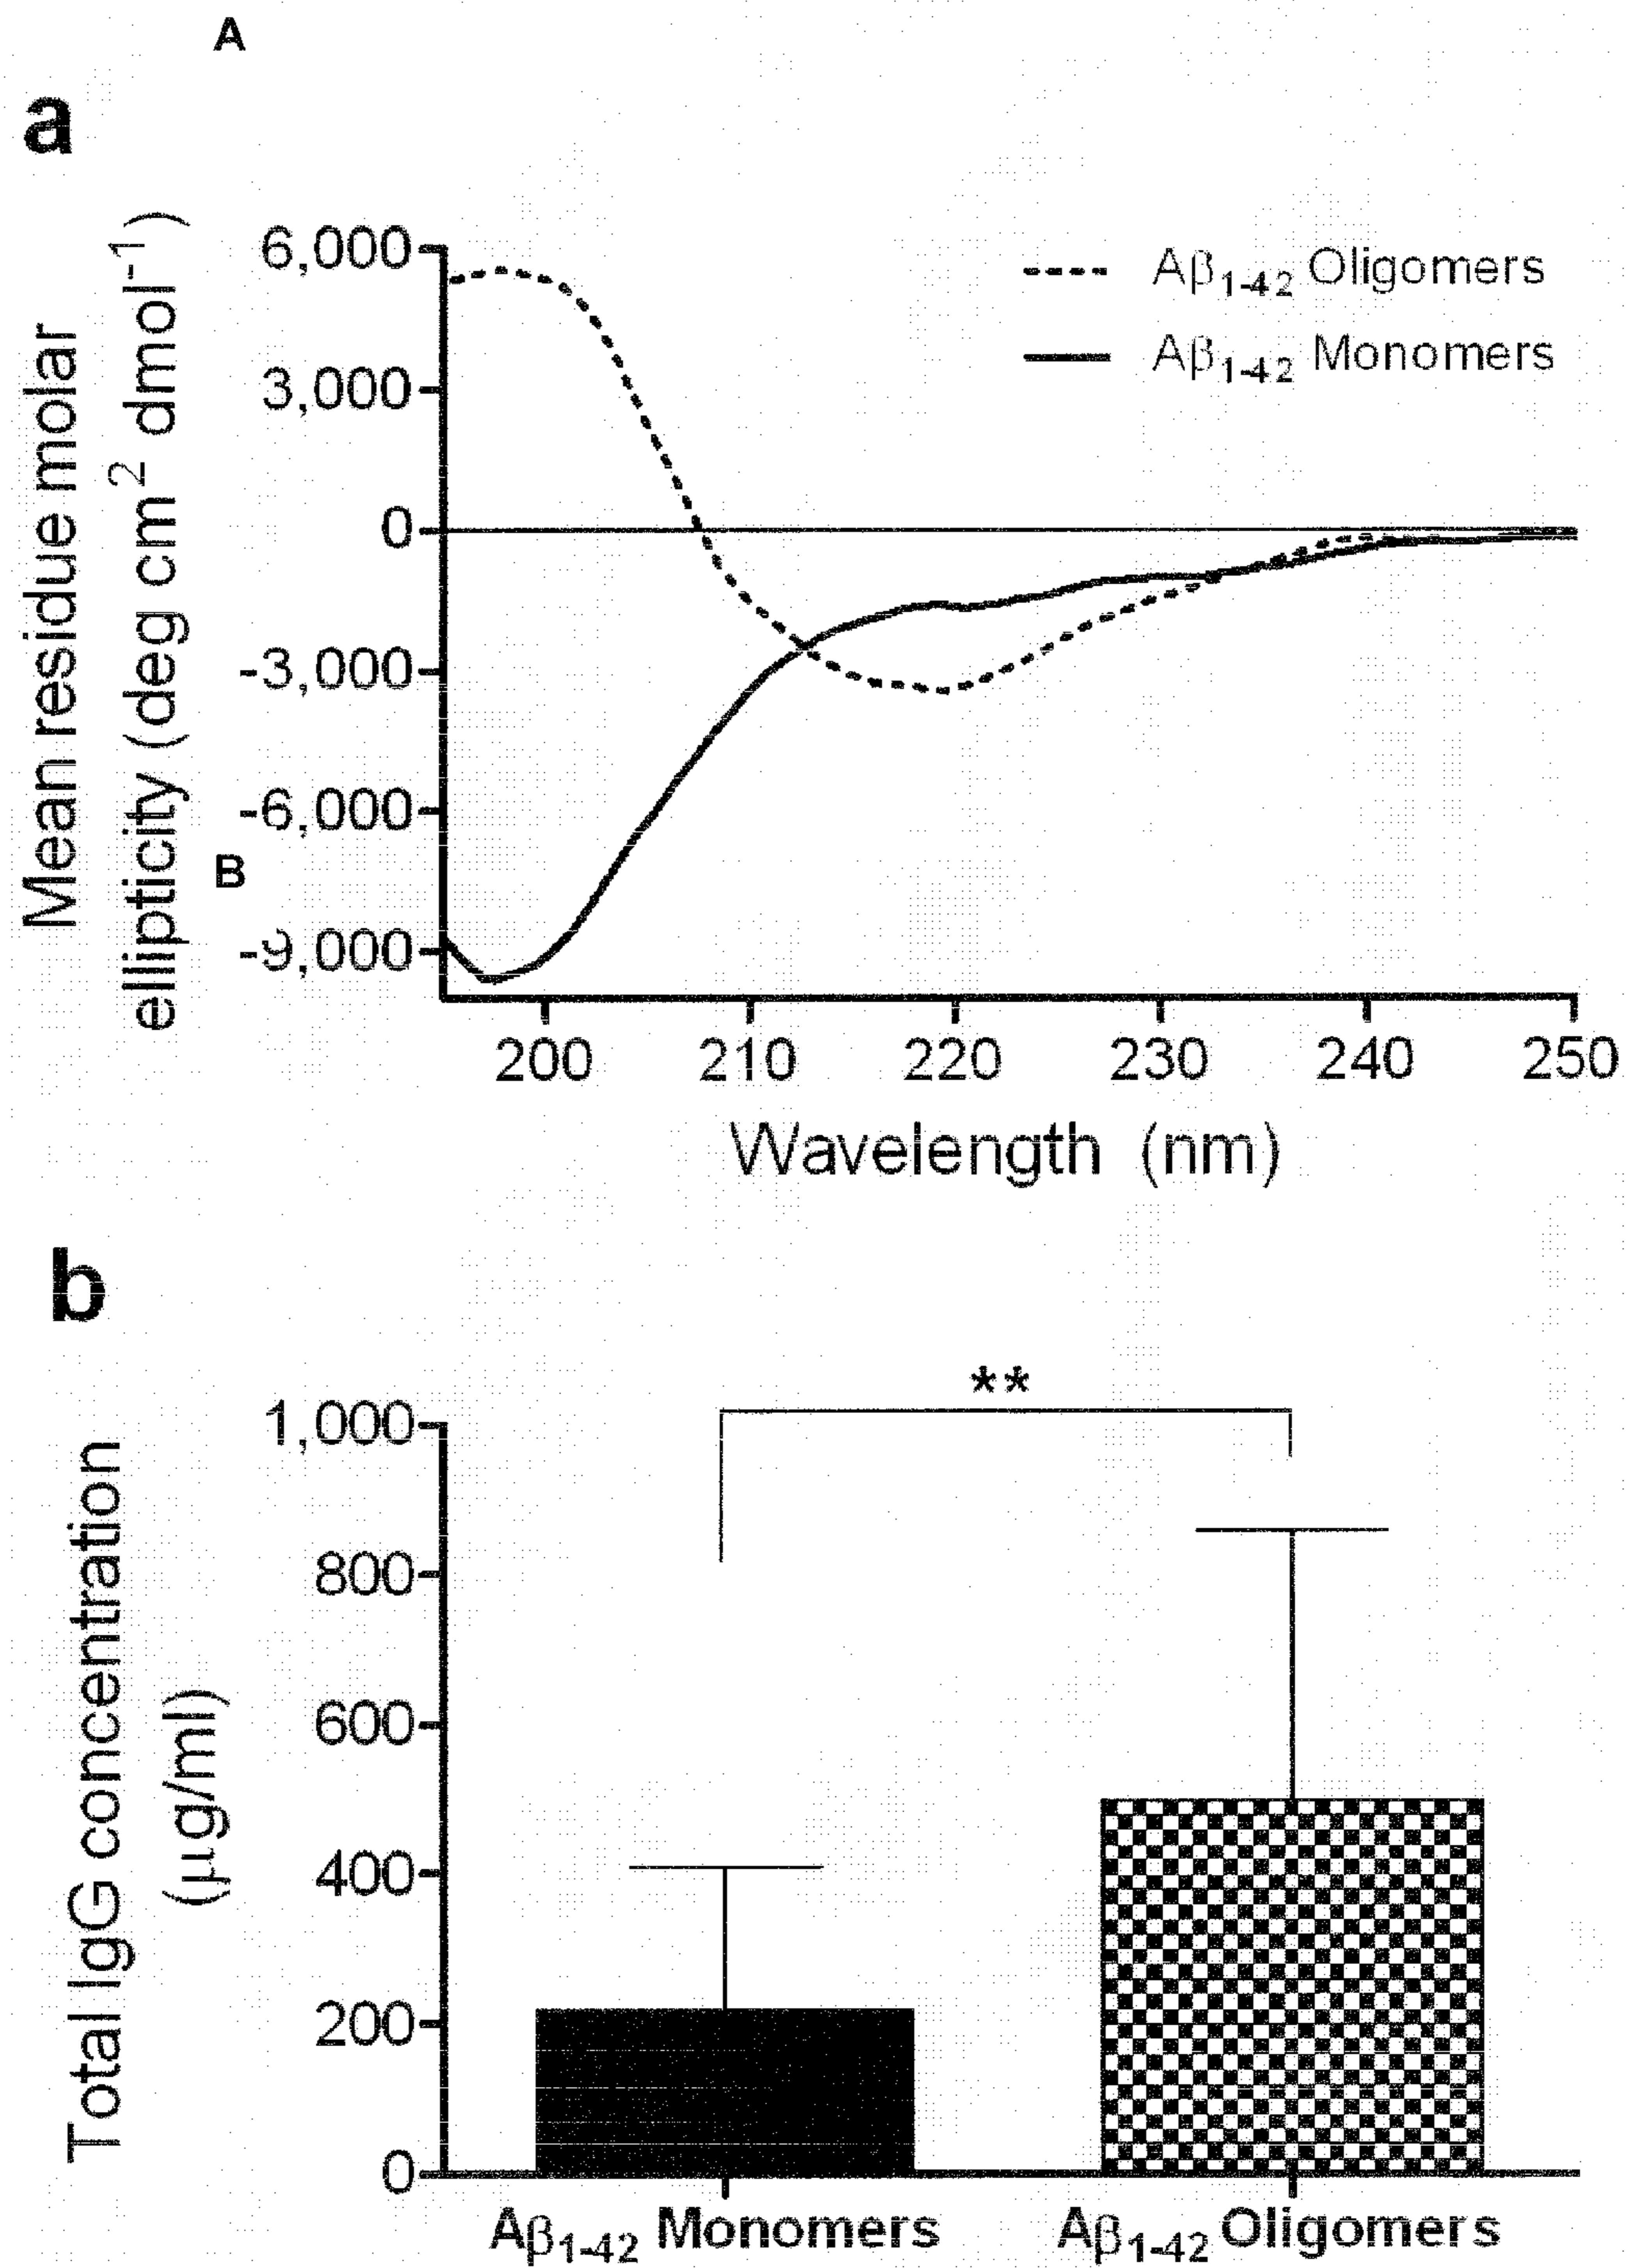 A
a
Mean residue molar
ellipticity (deg cm² dmol⁻¹)
6,000
3,000
0
-3,000
-6,000
-9,000
Aβ₁₋₄₂ Oligomers
Aβ₁₋₄₂ Monomers
B
200 210 220 230 240 250
Wavelength (nm)
b
Total IgG concentration
(µg/ml)
**
1,000
800
600
400
200
0
Aβ₁₋₄₂ Monomers Aβ₁₋₄₂ Oligomers